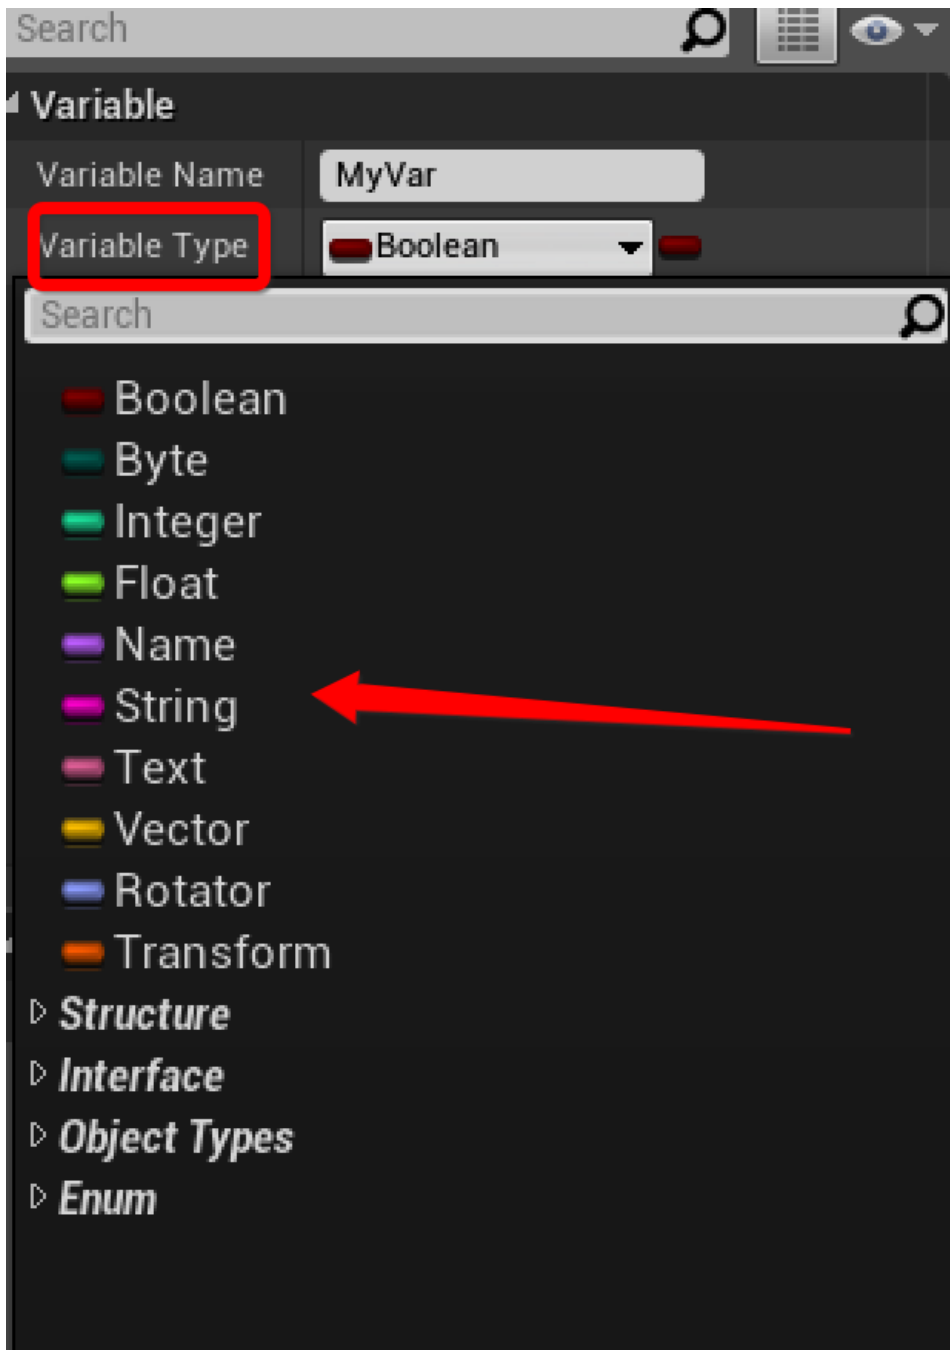 Search
Variable
Variable Name MyVar
Variable Type Boolean
Search
Boolean
Byte
Integer
Float
Name
String
Text
Vector
Rotator
Transform
Structure
Interface
Object Types
Enum